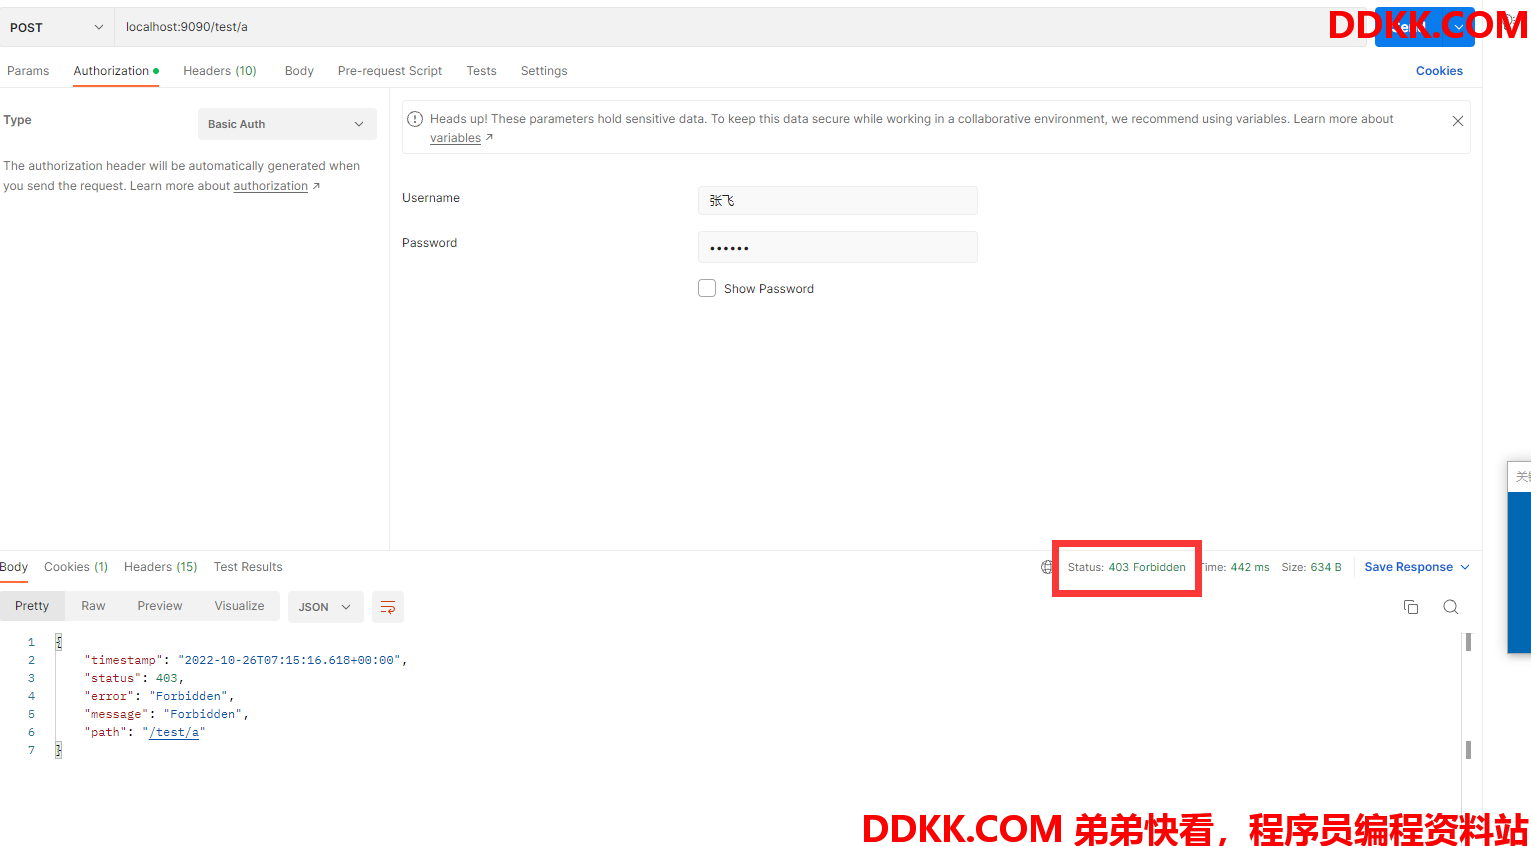 POST
localhost:9090/test/a
DDKK.COM
Params
Authorization
Headers (10)
Body
Pre-request Script
Tests
Settings
Cookies
Type
Basic Auth
The authorization header will be automatically generated when
you send the request. Learn more about authorization ↗
Heads up! These parameters hold sensitive data. To keep this data secure while working in a collaborative environment, we recommend using variables. Learn more about
variables ↗
Username
张飞
Password
••••••
Show Password
Body
Cookies (1)
Headers (15)
Test Results
Status: 403 Forbidden
Time: 442 ms
Size: 634 B
Save Response
Pretty
Raw
Preview
Visualize
JSON
1 {
2 "timestamp": "2022-10-26T07:15:16.618+00:00",
3 "status": 403,
4 "error": "Forbidden",
5 "message": "Forbidden",
6 "path": "/test/a"
7 }
DDKK.COM 弟弟快看，程序员编程资料站